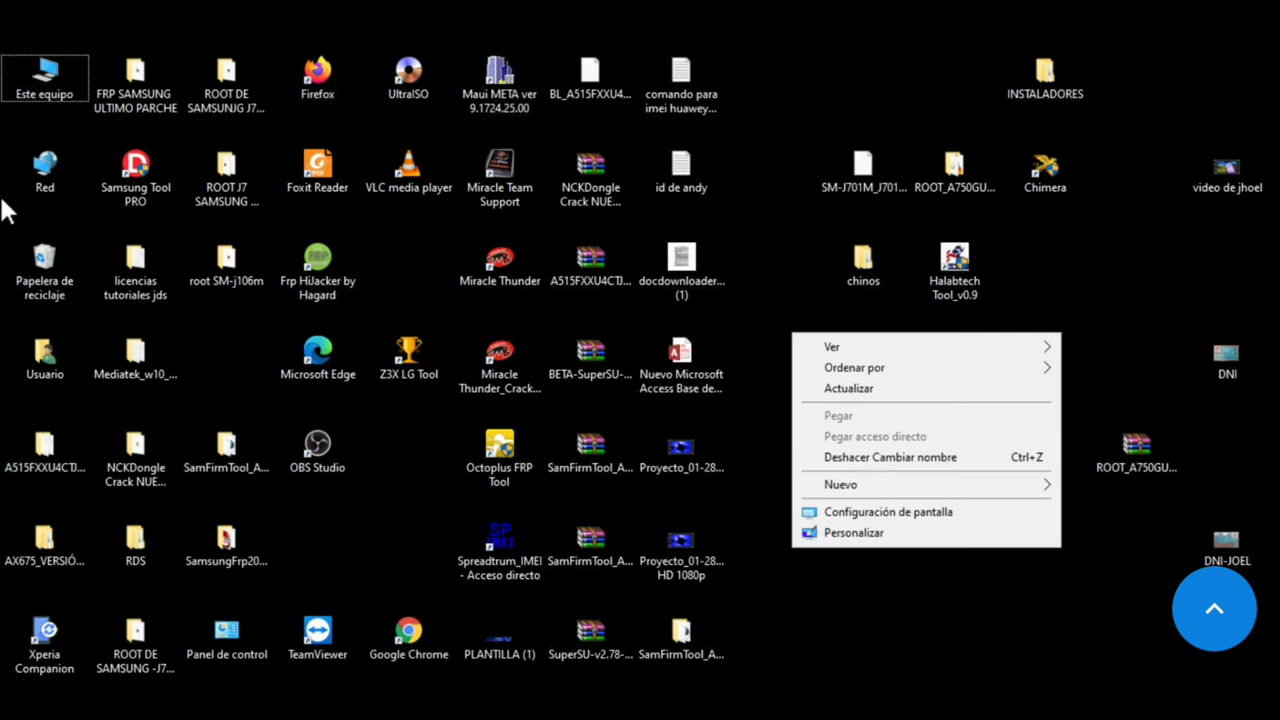 Este equipo
FRP SAMSUNG
ULTIMO PARCHE
ROOT DE
SAMSUNJG J7...
Firefox
UltraISO
Maui META ver
9.1724.25.00
BL_A515FXXU4...
comando para
imei huawey...
INSTALADORES
Red
Samsung Tool
PRO
ROOT J7
SAMSUNG ...
Foxit Reader
VLC media player
Miracle Team
Support
NCKDongle
Crack NUE...
id de andy
SM-J701M_J701...
ROOT_A750GU...
Chimera
video de jhoel
Papelera de
reciclaje
licencias
tutoriales jds
root SM-j106m
Frp HiJacker by
Hagard
Miracle Thunder
A515FXXU4CTJ...
docdownloader...
(1)
chinos
Halabtech
Tool_v0.9
Usuario
Mediatek_w10_...
Microsoft Edge
Z3X LG Tool
Miracle
Thunder_Crack...
BETA-SuperSU-...
Nuevo Microsoft
Access Base de...
DNI
A515FXXU4CTJ...
NCKDongle
Crack NUE...
SamFirmTool_A...
OBS Studio
Octoplus FRP
Tool
SamFirmTool_A...
Proyecto_01-28...
ROOT_A750GU...
AX675_VERSIÓ...
RDS
SamsungFrp20...
Spreadtrum_IMEI
- Acceso directo
SamFirmTool_A...
Proyecto_01-28...
HD 1080p
DNI-JOEL
Xperia
Companion
ROOT DE
SAMSUNG -J7...
Panel de control
TeamViewer
Google Chrome
PLANTILLA (1)
SuperSU-v2.78-...
SamFirmTool_A...
Ver
Ordenar por
Actualizar
Pegar
Pegar acceso directo
Deshacer Cambiar nombre Ctrl+Z
Nuevo
Configuración de pantalla
Personalizar